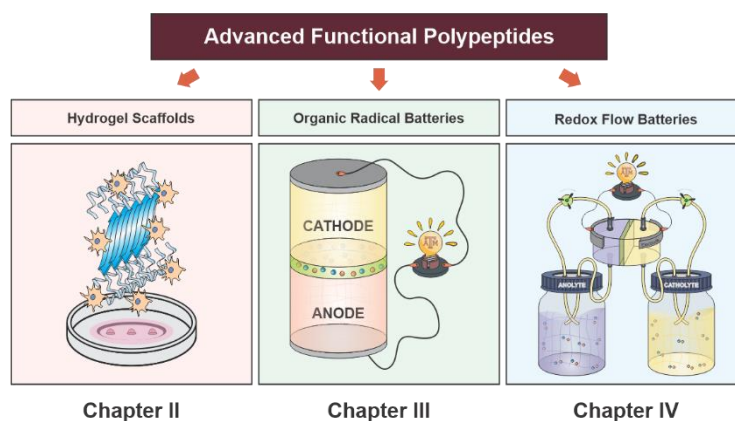 Advanced Functional Polypeptides
Hydrogel Scaffolds
Organic Radical Batteries
Redox Flow Batteries
CATHODE
ANODE
ANOLYTE
CATHOLYTE
Chapter II
Chapter III
Chapter IV